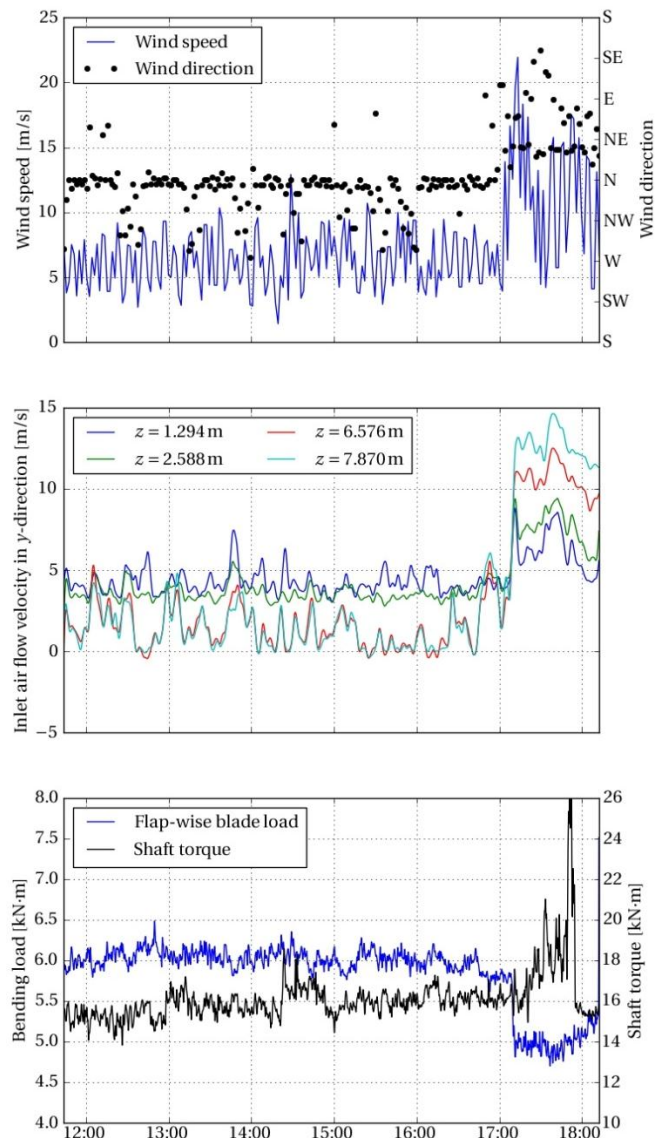 25
20
15
10
5
0
Wind speed [m/s]
Wind speed
Wind direction
S
SE
E
NE
N
NW
W
SW
S
Wind direction
15
10
5
0
−5
Inlet air flow velocity in y-direction [m/s]
z = 1.294 m
z = 6.576 m
z = 2.588 m
z = 7.870 m
8.0
7.5
7.0
6.5
6.0
5.5
5.0
4.5
4.0
Bending load [kN·m]
Flap-wise blade load
Shaft torque
26
24
22
20
18
16
14
12
10
Shaft torque [kN·m]
12:00 13:00 14:00 15:00 16:00 17:00 18:00